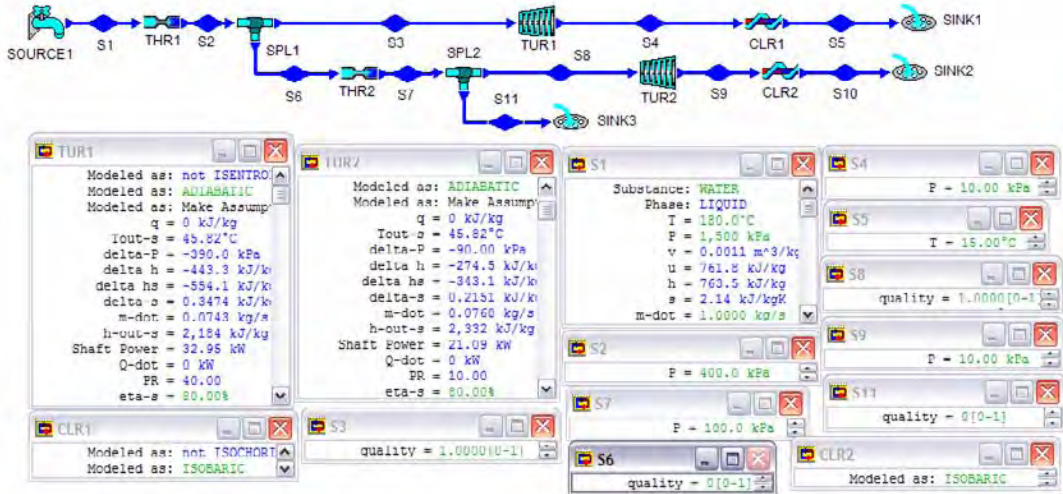 SOURCE1
S1
THR1
S2
SPL1
S3
TUR1
S4
CLR1
S5
SINK1
S6
THR2
S7
SPL2
S8
TUR2
S9
CLR2
S10
SINK2
S11
SINK3
TUR1
Modeled as: not ISENTRO
Modeled as: ADIABATIC
Modeled as: Make Assump
q = 0 kJ/kg
Tout-s = 45.82°C
delta-P = -390.0 kPa
delta h = -443.3 kJ/k
delta hs = -554.1 kJ/k
delta-s = 0.3474 kJ/k
m-dot = 0.0743 kg/s
h-out-s = 2,184 kJ/kg
Shaft Power = 32.95 kW
Q-dot = 0 kW
PR = 40.00
eta-s = 80.00%
TUR2
Modeled as: ADIABATIC
Modeled as: Make Assump
q = 0 kJ/kg
Tout-s = 45.82°C
delta-P = -90.00 kPa
delta h = -274.5 kJ/k
delta hs = -343.1 kJ/k
delta-s = 0.2151 kJ/k
m-dot = 0.0760 kg/s
h-out-s = 2,332 kJ/kg
Shaft Power = 21.09 kW
Q-dot = 0 kW
PR = 10.00
eta-s = 80.00%
S1
Substance: WATER
Phase: LIQUID
T = 180.0°C
P = 1,500 kPa
v = 0.0011 m^3/kg
u = 761.8 kJ/kg
h = 763.5 kJ/kg
s = 2.14 kJ/kgK
m-dot = 1.0000 kg/s
S4
P = 10.00 kPa
S5
T = 15.00°C
S8
quality = 1.0000[0-1]
S2
P = 400.0 kPa
S9
P = 10.00 kPa
S7
P = 100.0 kPa
S11
quality = 0[0-1]
CLR1
Modeled as: not ISOCHORI
Modeled as: ISOBARIC
S3
quality = 1.0000[0-1]
S6
quality = 0[0-1]
CLR2
Modeled as: ISOBARIC